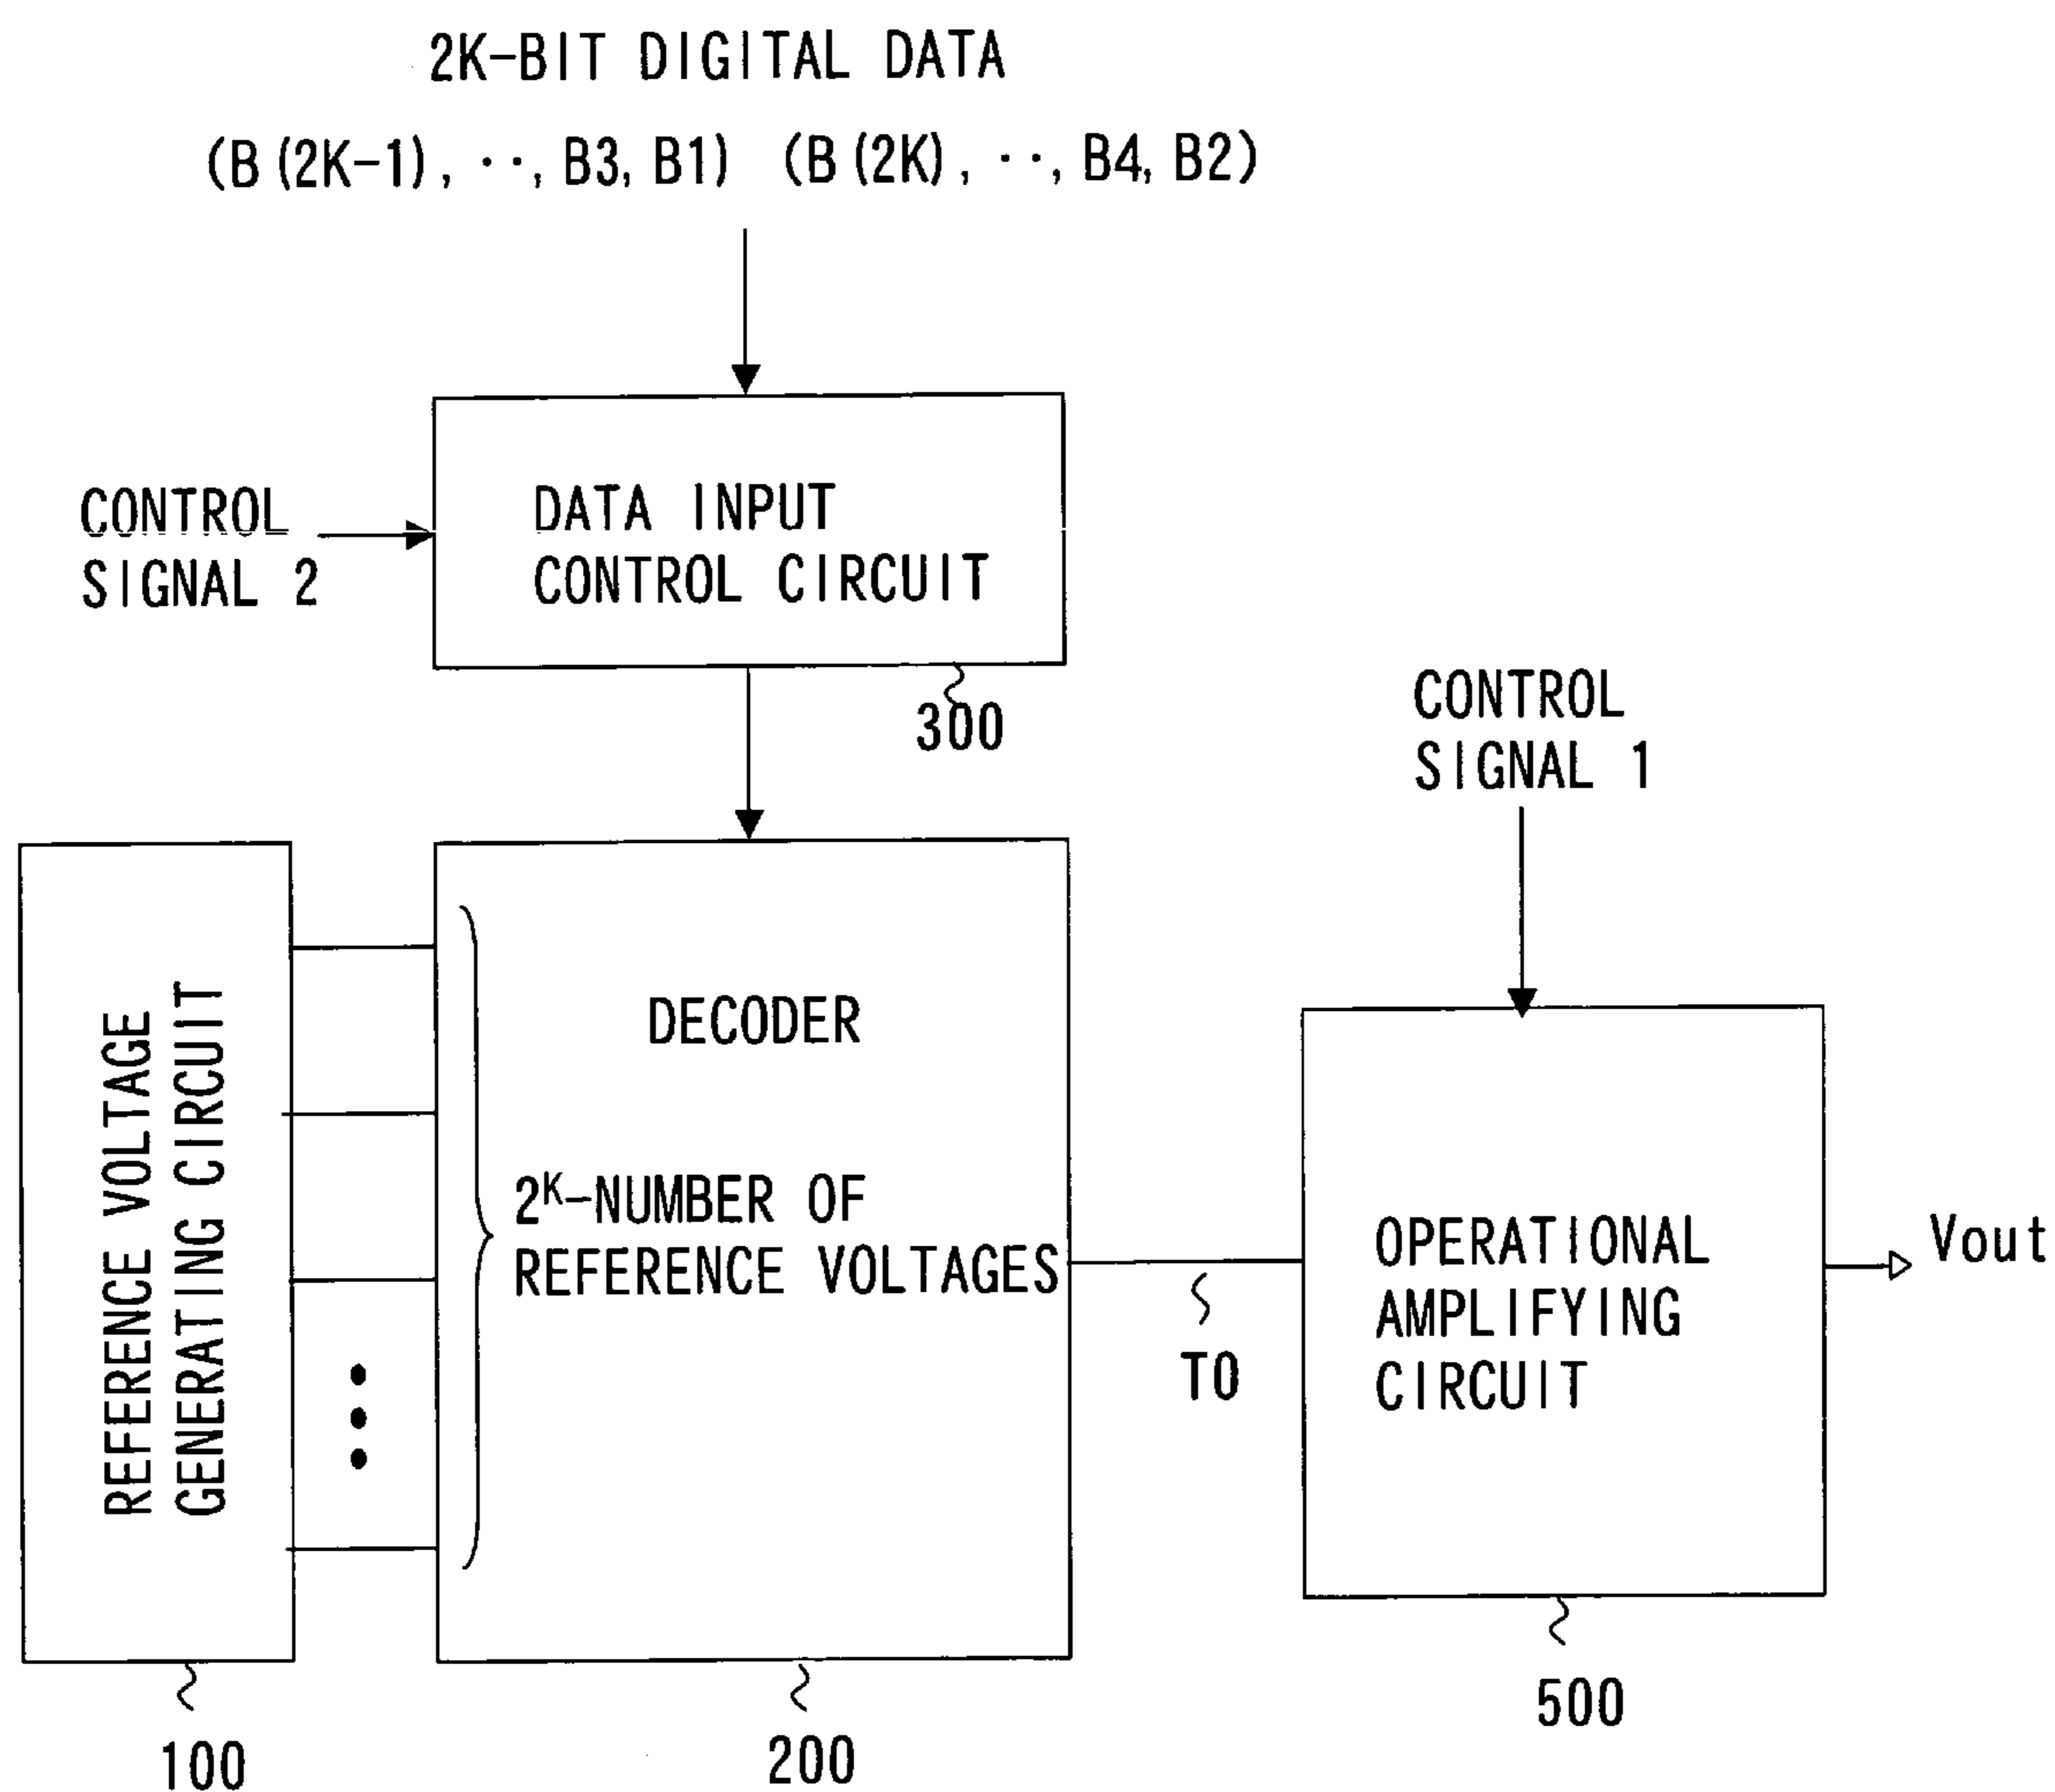 2K-BIT DIGITAL DATA
(B(2K-1), ··, B3, B1) (B(2K), ··, B4, B2)
CONTROL
SIGNAL 2
DATA INPUT
CONTROL CIRCUIT
300
CONTROL
SIGNAL 1
REFERENCE VOLTAGE
GENERATING CIRCUIT
DECODER
2ᴷ-NUMBER OF
REFERENCE VOLTAGES
T0
OPERATIONAL
AMPLIFYING
CIRCUIT
Vout
100
200
500